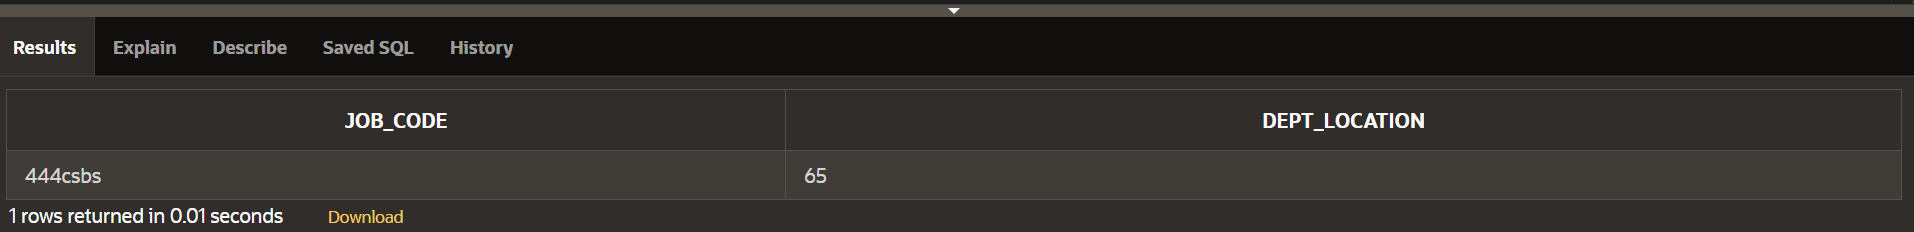 Results Explain Describe Saved SQL History
JOB_CODE DEPT_LOCATION
444csbs 65
1 rows returned in 0.01 seconds Download